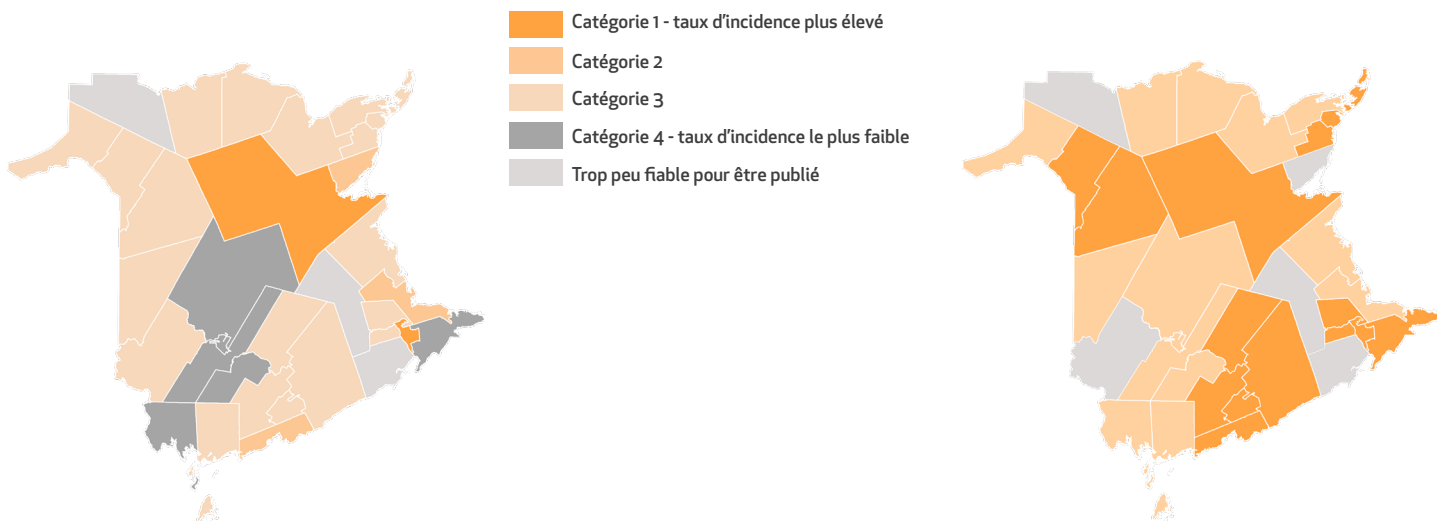 Catégorie 1 - taux d’incidence plus élevé
Catégorie 2
Catégorie 3
Catégorie 4 - taux d’incidence le plus faible
Trop peu fiable pour être publié